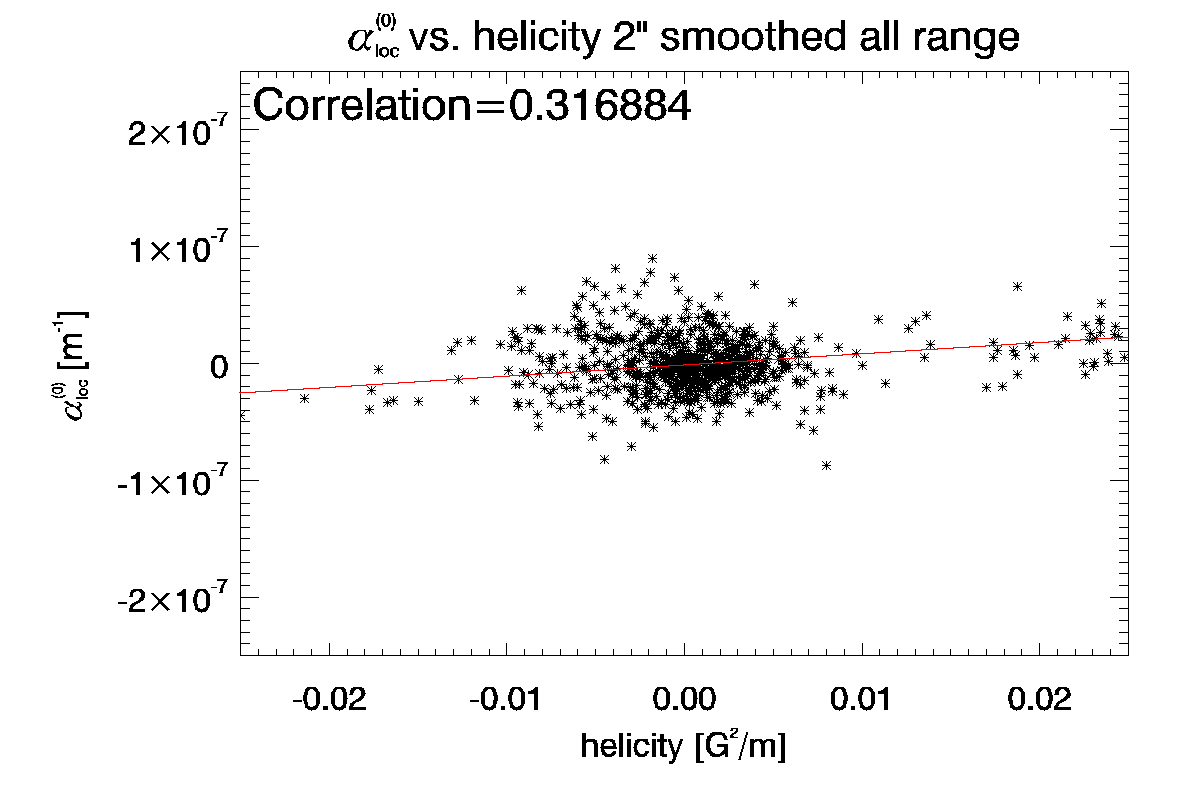 α_loc^(0) vs. helicity 2" smoothed all range
Correlation=0.316884
2×10^-7
1×10^-7
0
-1×10^-7
-2×10^-7
α_loc^(0) [m^-1]
-0.02 -0.01 0.00 0.01 0.02
helicity [G^2/m]